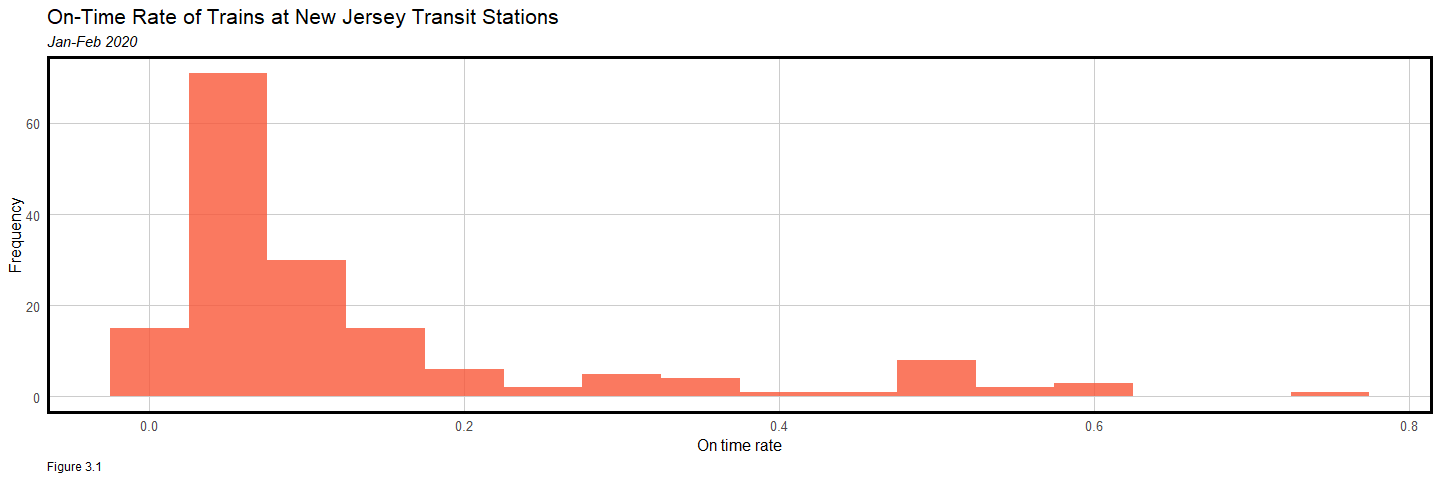 On-Time Rate of Trains at New Jersey Transit Stations
Jan-Feb 2020
60
40
20
0
Frequency
0.0 0.2 0.4 0.6 0.8
On time rate
Figure 3.1